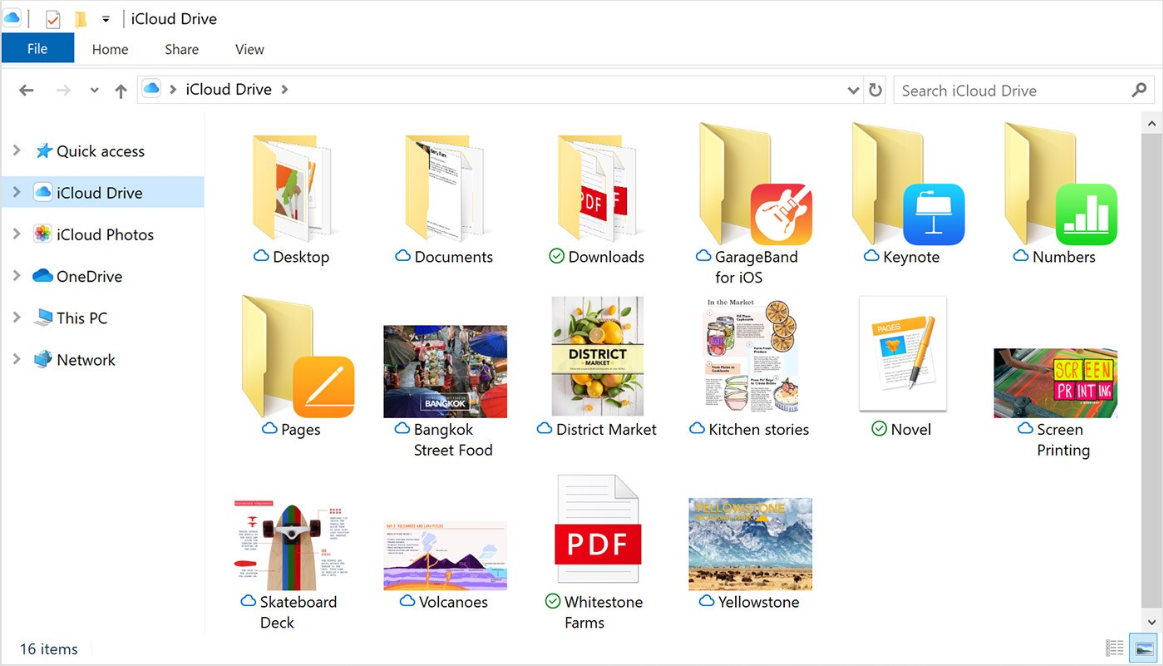 iCloud Drive
File Home Share View
iCloud Drive
Search iCloud Drive
Quick access
iCloud Drive
iCloud Photos
OneDrive
This PC
Network
Desktop
Documents
PDF
Downloads
GarageBand
for iOS
Keynote
Numbers
Pages
BANGKOK
Bangkok
Street Food
DISTRICT
MARKET
District Market
In the Market
Kitchen stories
PAGES
Novel
SCREEN
PRINTING
Screen
Printing
Skateboard
Deck
Volcanoes
PDF
Whitestone
Farms
YELLOWSTONE
Yellowstone
16 items